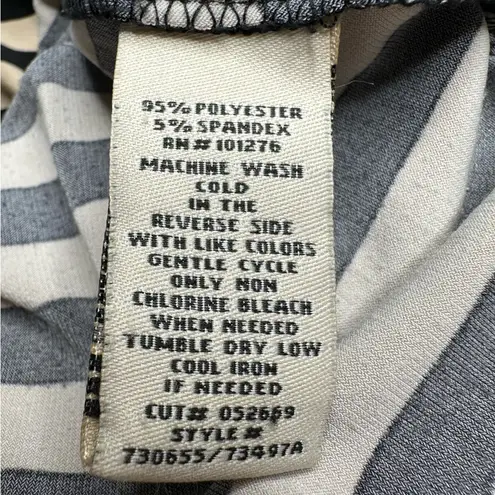 95% POLYESTER
5% SPANDEX
RN# 101276
MACHINE WASH
COLD
IN THE
REVERSE SIDE
WITH LIKE COLORS
GENTLE CYCLE
ONLY NON
CHLORINE BLEACH
WHEN NEEDED
TUMBLE DRY LOW
COOL IRON
IF NEEDED
CUT# 052669
STYLE #
730655/73497A